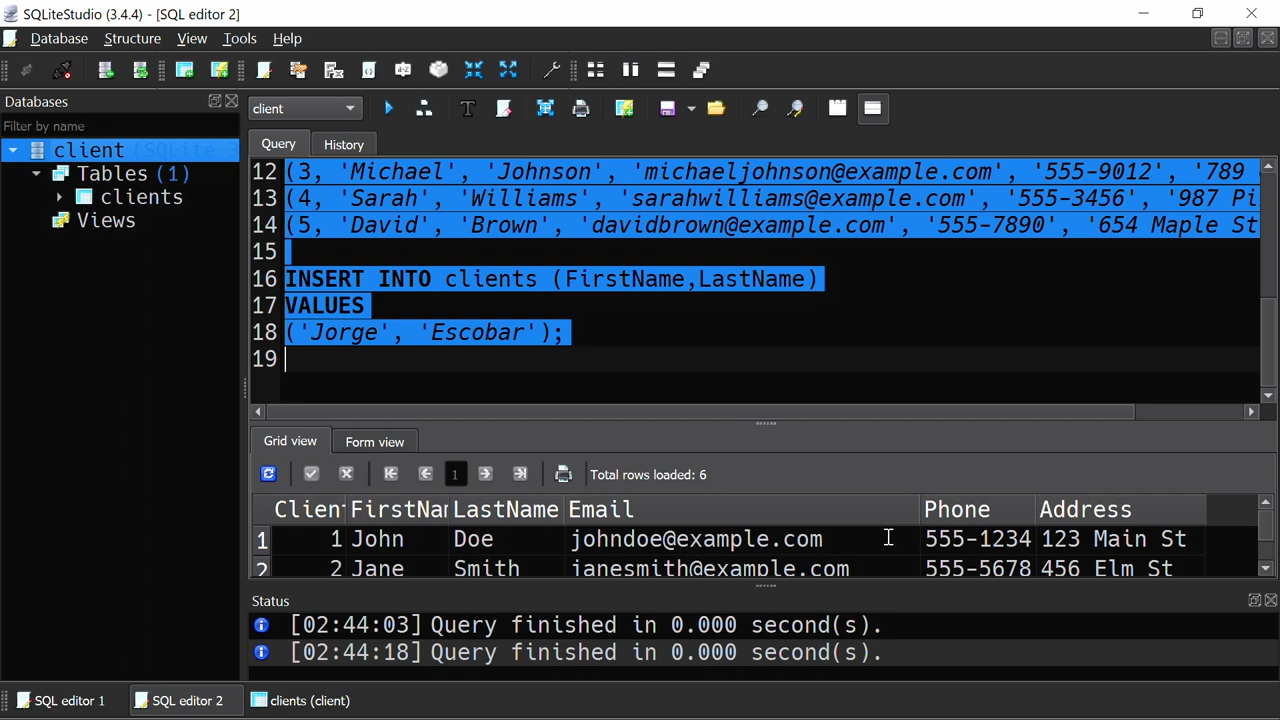 SQLiteStudio (3.4.4) - [SQL editor 2]
Database Structure View Tools Help
Databases
Filter by name
client (SQLite 3
Tables (1)
clients
Views
client
Query History
12 (3, 'Michael', 'Johnson', 'michaeljohnson@example.com', '555-9012', '789
13 (4, 'Sarah', 'Williams', 'sarahwilliams@example.com', '555-3456', '987 Pi
14 (5, 'David', 'Brown', 'davidbrown@example.com', '555-7890', '654 Maple St
15
16 INSERT INTO clients (FirstName,LastName)
17 VALUES
18 ('Jorge', 'Escobar');
19
Grid view Form view
1 Total rows loaded: 6
Client FirstNar LastName Email Phone Address
1 1 John Doe johndoe@example.com 555-1234 123 Main St
2 2 Jane Smith janesmith@example.com 555-5678 456 Elm St
Status
[02:44:03] Query finished in 0.000 second(s).
[02:44:18] Query finished in 0.000 second(s).
SQL editor 1 SQL editor 2 clients (client)